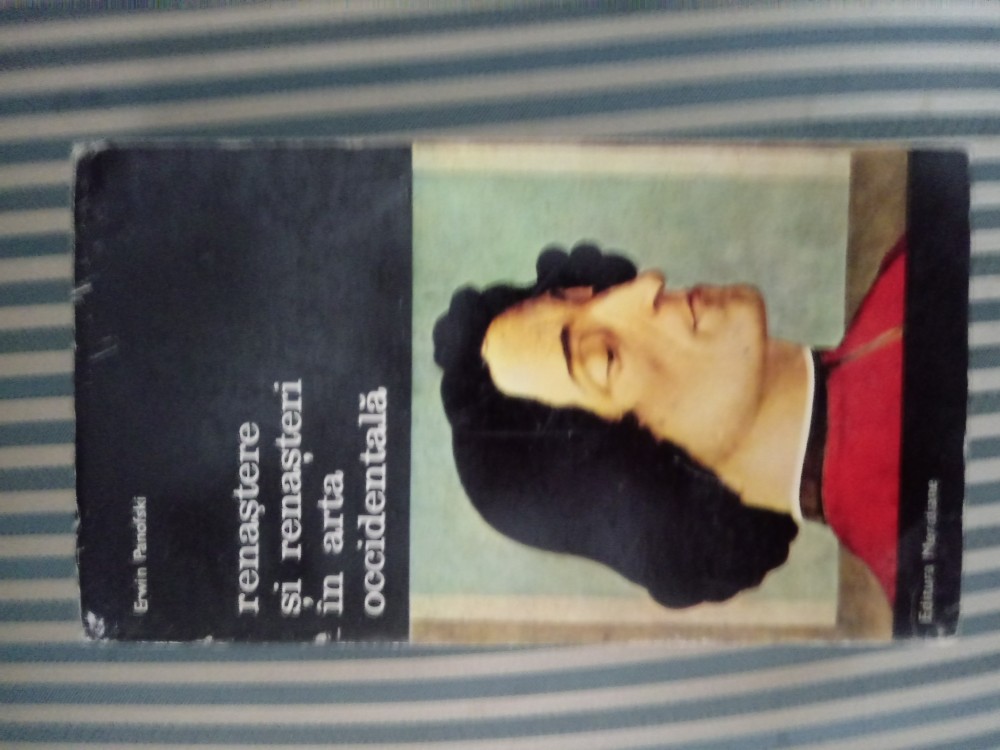 Erwin Panofski
renaștere
și renașteri
în arta
occidentală
Editura Meridiane